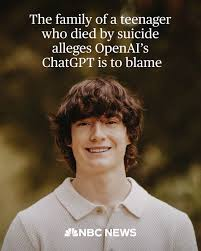 The family of a teenager
who died by suicide
alleges OpenAI's
ChatGPT is to blame
NBC NEWS